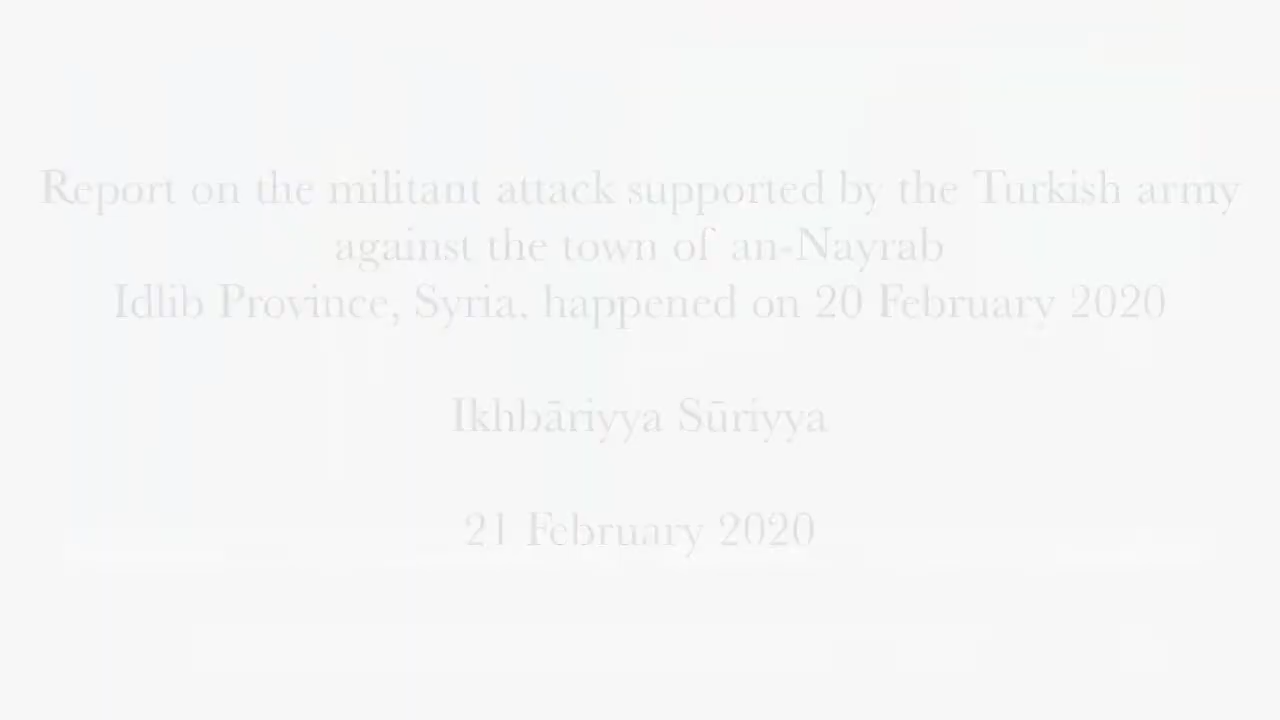 Report on the militant attack supported by the Turkish army
against the town of an-Nayrab
Idlib Province, Syria, happened on 20 February 2020
Ikhbāriyya Sūriyya
21 February 2020